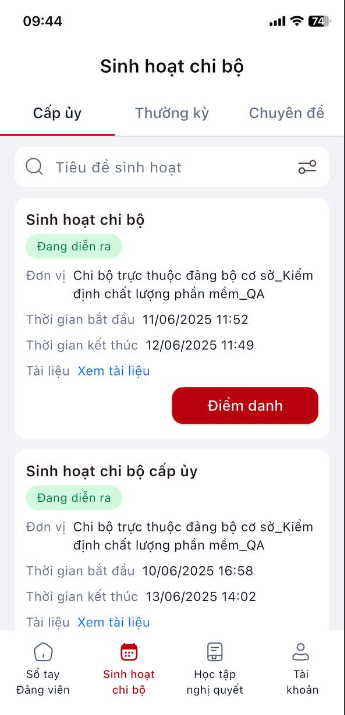 09:44
74
Sinh hoạt chi bộ
Cấp ủy
Thường kỳ
Chuyên đề
Tiêu đề sinh hoạt
Sinh hoạt chi bộ
Đang diễn ra
Đơn vị Chi bộ trực thuộc đảng bộ cơ sở_Kiểm
định chất lượng phần mềm_QA
Thời gian bắt đầu 11/06/2025 11:52
Thời gian kết thúc 12/06/2025 11:49
Tài liệu Xem tài liệu
Điểm danh
Sinh hoạt chi bộ cấp ủy
Đang diễn ra
Đơn vị Chi bộ trực thuộc đảng bộ cơ sở_Kiểm
định chất lượng phần mềm_QA
Thời gian bắt đầu 10/06/2025 16:58
Thời gian kết thúc 13/06/2025 14:02
Tài liệu Xem tài liệu
Sổ tay
Đảng viên
Sinh hoạt
chi bộ
Học tập
nghị quyết
Tài
khoản